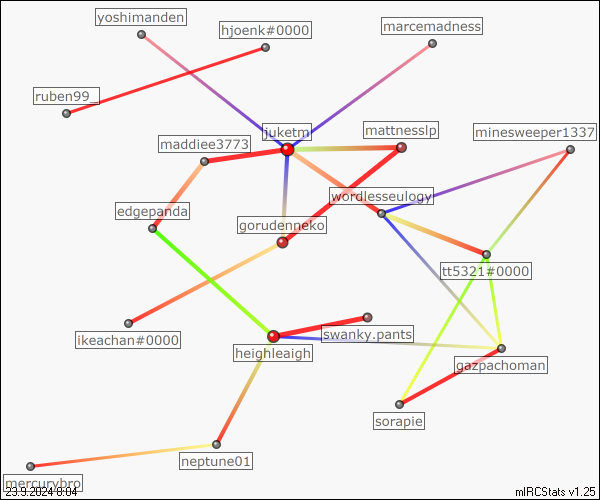 yoshimanden
hjoenk#0000
marcemadness
ruben99_
juketm
mattnesslp
minesweeper1337
maddiee3773
wordlesseulogy
edgepanda
gorudenneko
tt5321#0000
ikeachan#0000
swanky.pants
heighleaigh
gazpachoman
sorapie
neptune01
mercurybro
23.9.2024 0:04
mIRCStats v1.25